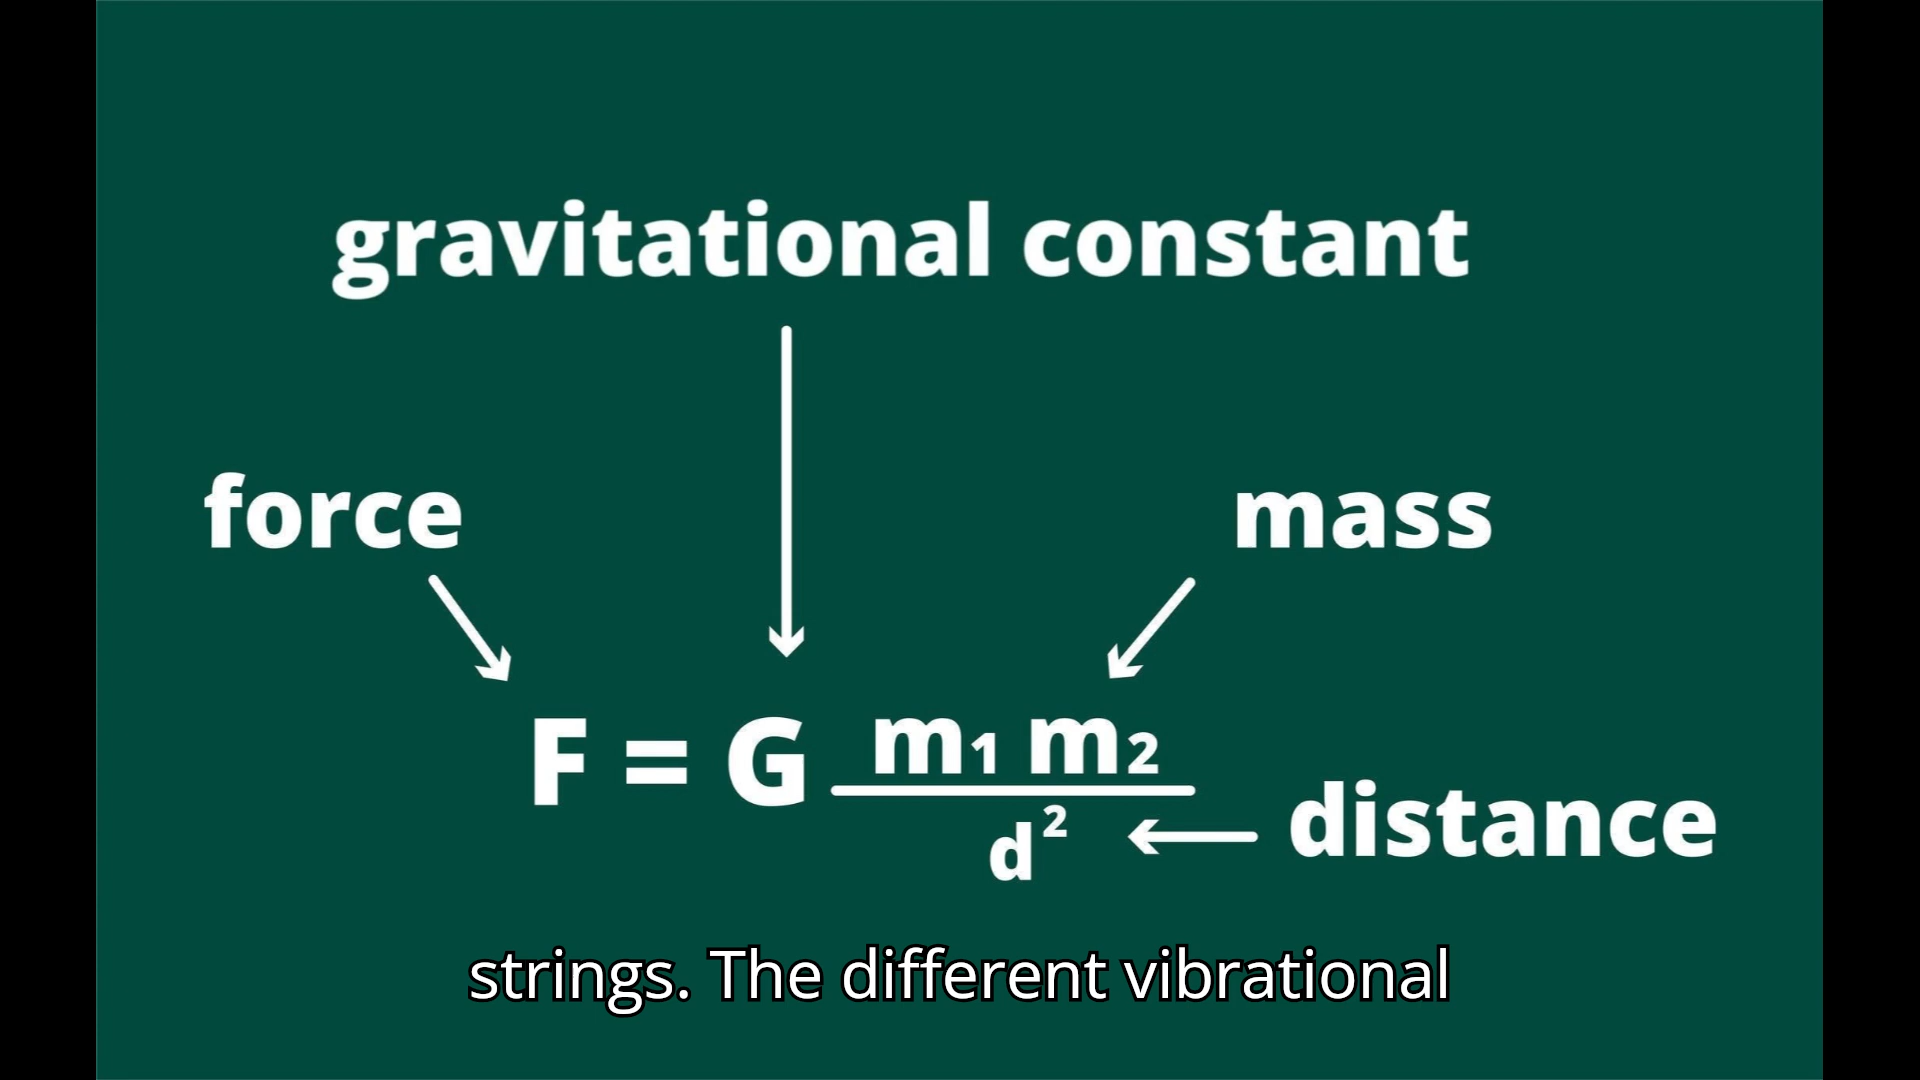 gravitational constant
force
mass
F = G m₁ m₂
d²
distance
strings. The different vibrational